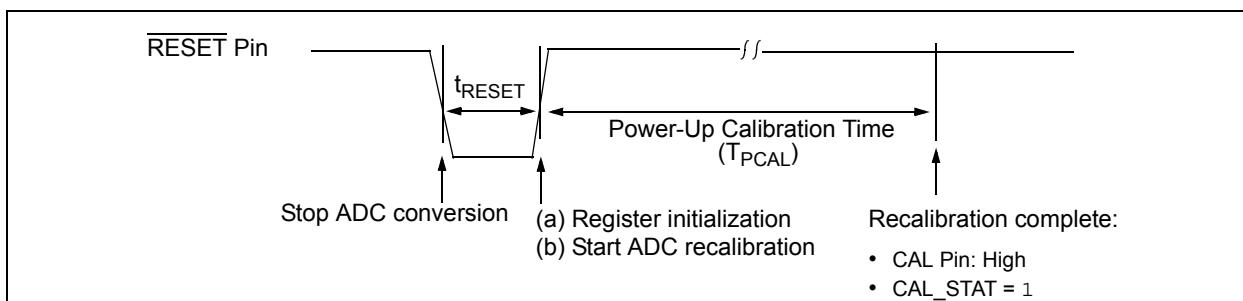 RESET Pin
tRESET
Power-Up Calibration Time
(TPCAL)
Stop ADC conversion
(a) Register initialization
(b) Start ADC recalibration
Recalibration complete:
• CAL Pin: High
• CAL_STAT = 1